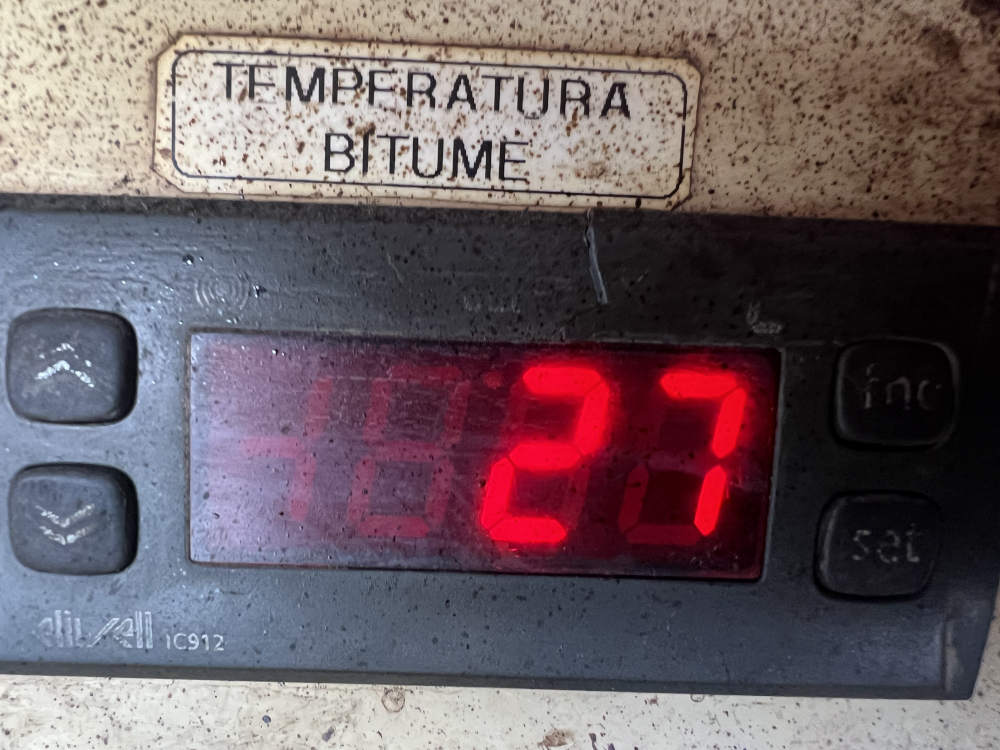 TEMPERATURA
BITUME
27
fnc
set
eliwell IC912